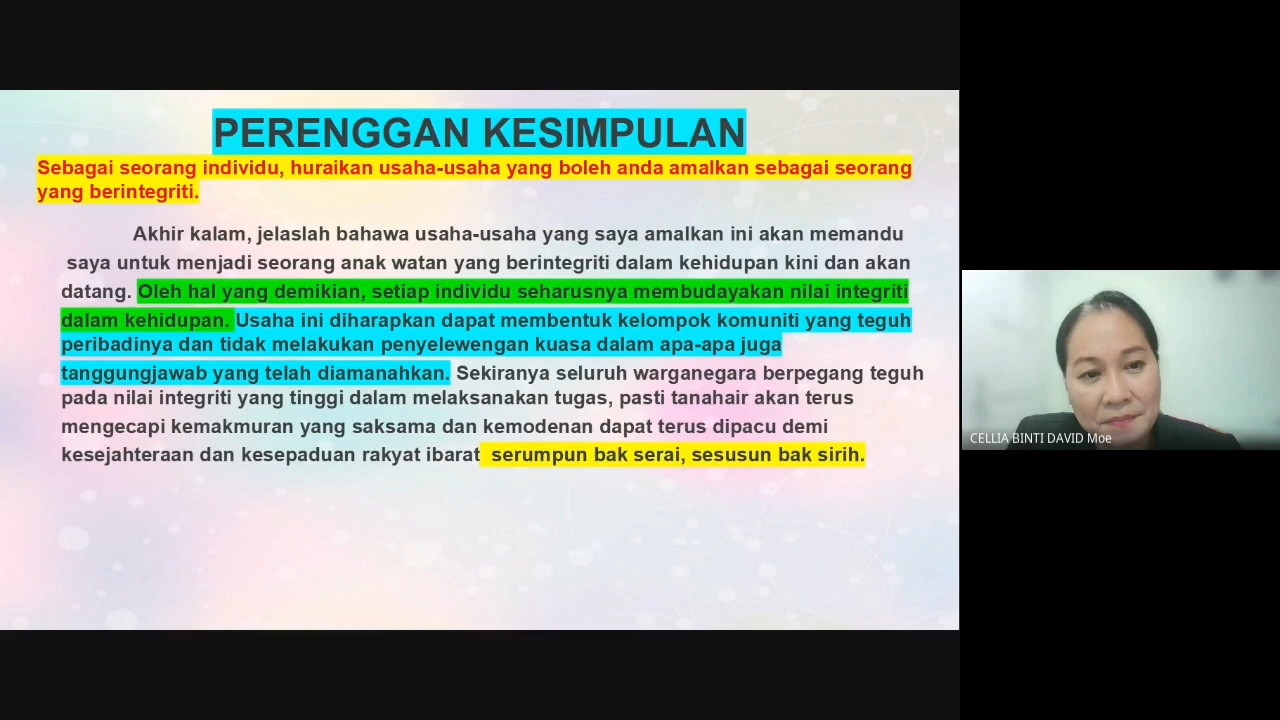 PERENGGAN KESIMPULAN
Sebagai seorang individu, huraikan usaha-usaha yang boleh anda amalkan sebagai seorang
yang berintegriti.
Akhir kalam, jelaslah bahawa usaha-usaha yang saya amalkan ini akan memandu
saya untuk menjadi seorang anak watan yang berintegriti dalam kehidupan kini dan akan
datang. Oleh hal yang demikian, setiap individu seharusnya membudayakan nilai integriti
dalam kehidupan. Usaha ini diharapkan dapat membentuk kelompok komuniti yang teguh
peribadinya dan tidak melakukan penyelewengan kuasa dalam apa-apa juga
tanggungjawab yang telah diamanahkan. Sekiranya seluruh warganegara berpegang teguh
pada nilai integriti yang tinggi dalam melaksanakan tugas, pasti tanahair akan terus
mengecapi kemakmuran yang saksama dan kemodenan dapat terus dipacu demi
kesejahteraan dan kesepaduan rakyat ibarat serumpun bak serai, sesusun bak sirih.
CELLIA BINTI DAVID Moe